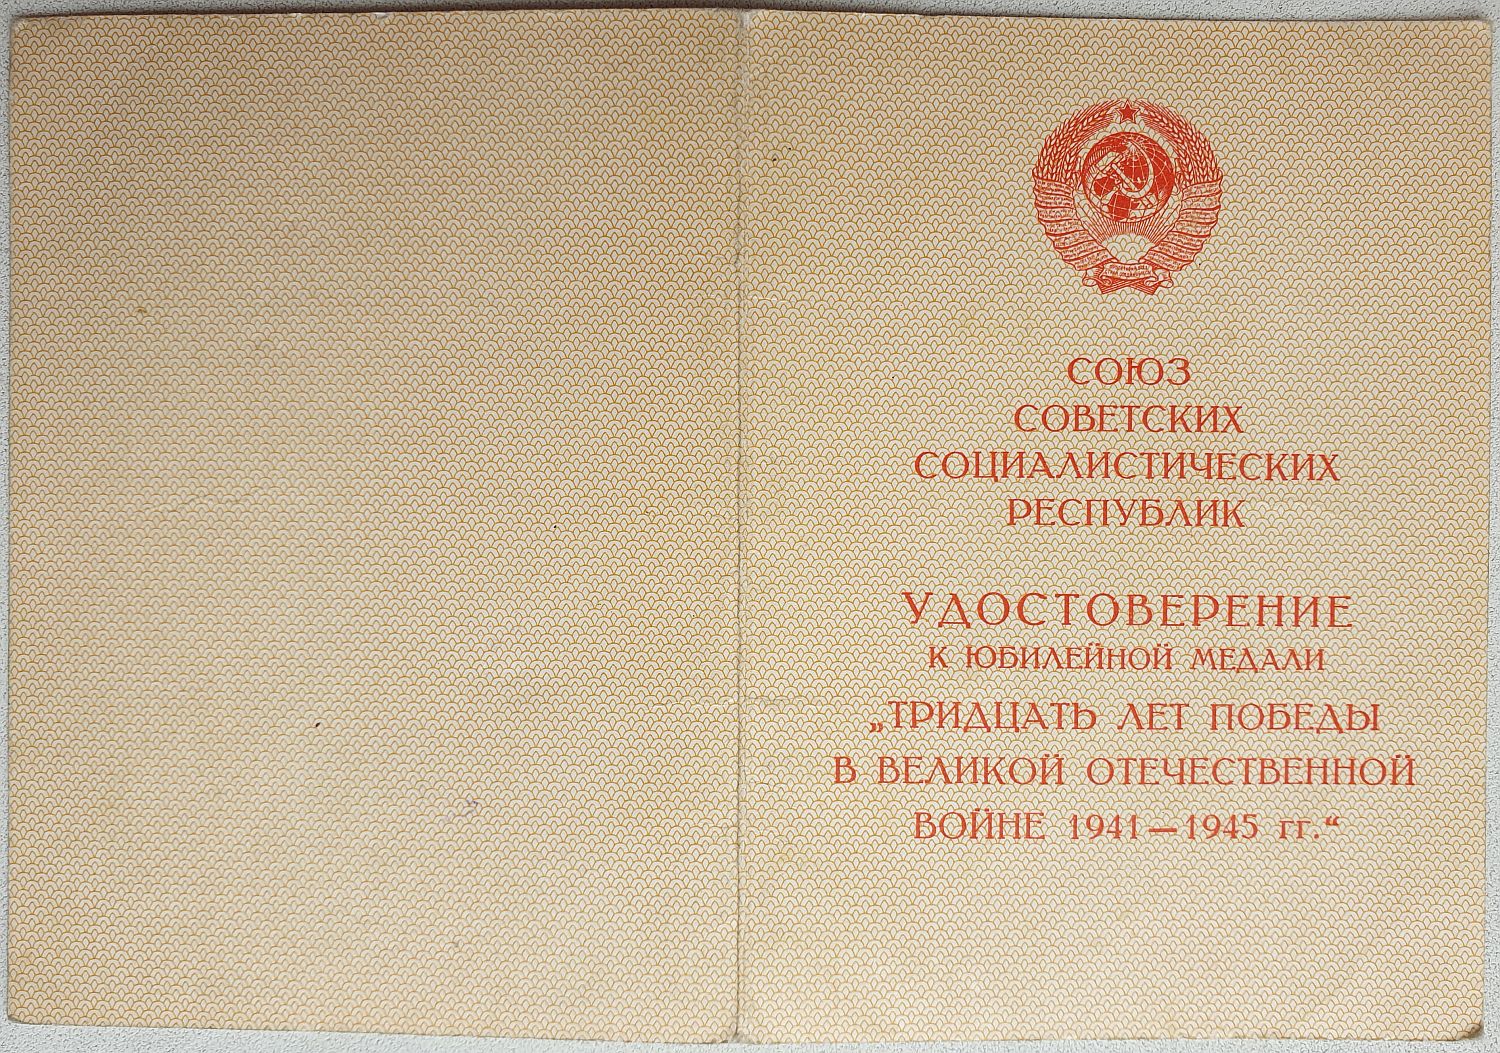 СОЮЗ
СОВЕТСКИХ
СОЦИАЛИСТИЧЕСКИХ
РЕСПУБЛИК
УДОСТОВЕРЕНИЕ
К ЮБИЛЕЙНОЙ МЕДАЛИ
„ТРИДЦАТЬ ЛЕТ ПОБЕДЫ
В ВЕЛИКОЙ ОТЕЧЕСТВЕННОЙ
ВОЙНЕ 1941—1945 гг.“